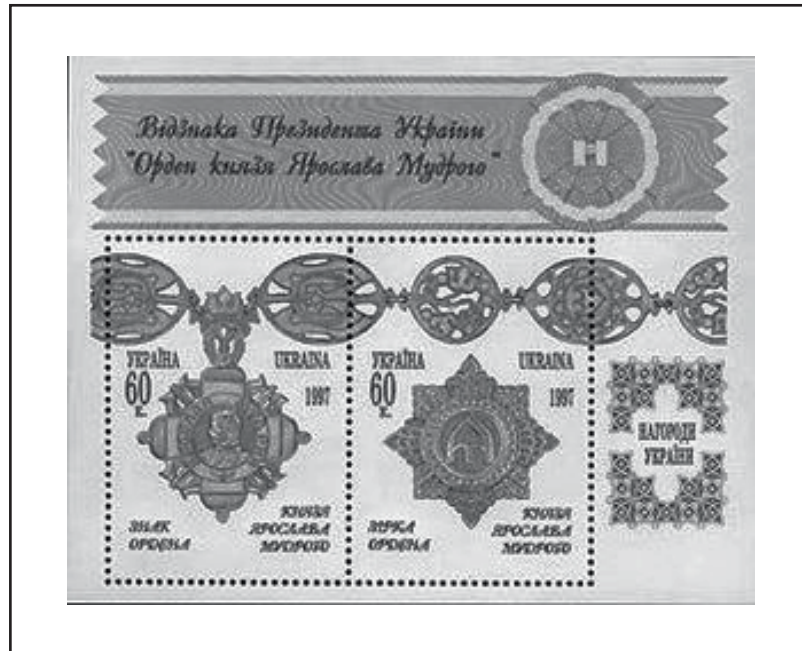 Відзнака Президента України
"Орден князя Ярослава Мудрого"
УКРАЇНА UKRAINA
60 к. 1997
ЗНАК ОРДЕНА
КНЯЗЯ ЯРОСЛАВА МУДРОГО
УКРАЇНА UKRAINA
60 к. 1997
ЗІРКА ОРДЕНА
КНЯЗЯ ЯРОСЛАВА МУДРОГО
НАГОРОДИ
УКРАЇНИ